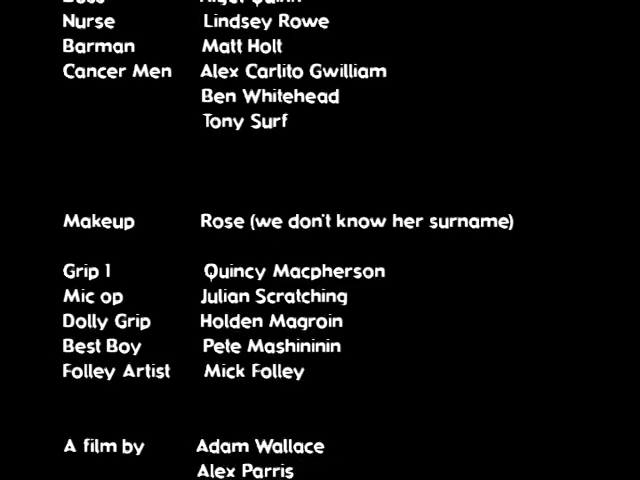 Nurse Lindsey Rowe
Barman Matt Holt
Cancer Men Alex Carlito Gwilliam
Ben Whitehead
Tony Surf
Makeup Rose (we don't know her surname)
Grip 1 Quincy Macpherson
Mic op Julian Scratching
Dolly Grip Holden Magroin
Best Boy Pete Mashininin
Folley Artist Mick Folley
A film by Adam Wallace
Alex Parris